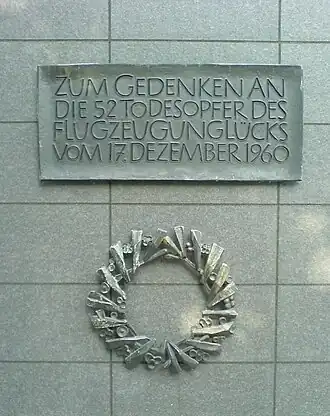 ZUM GEDENKEN AN
DIE 52 TODESOPFER DES
FLUGZEUGUNGLÜCKS
VOM 17. DEZEMBER 1960